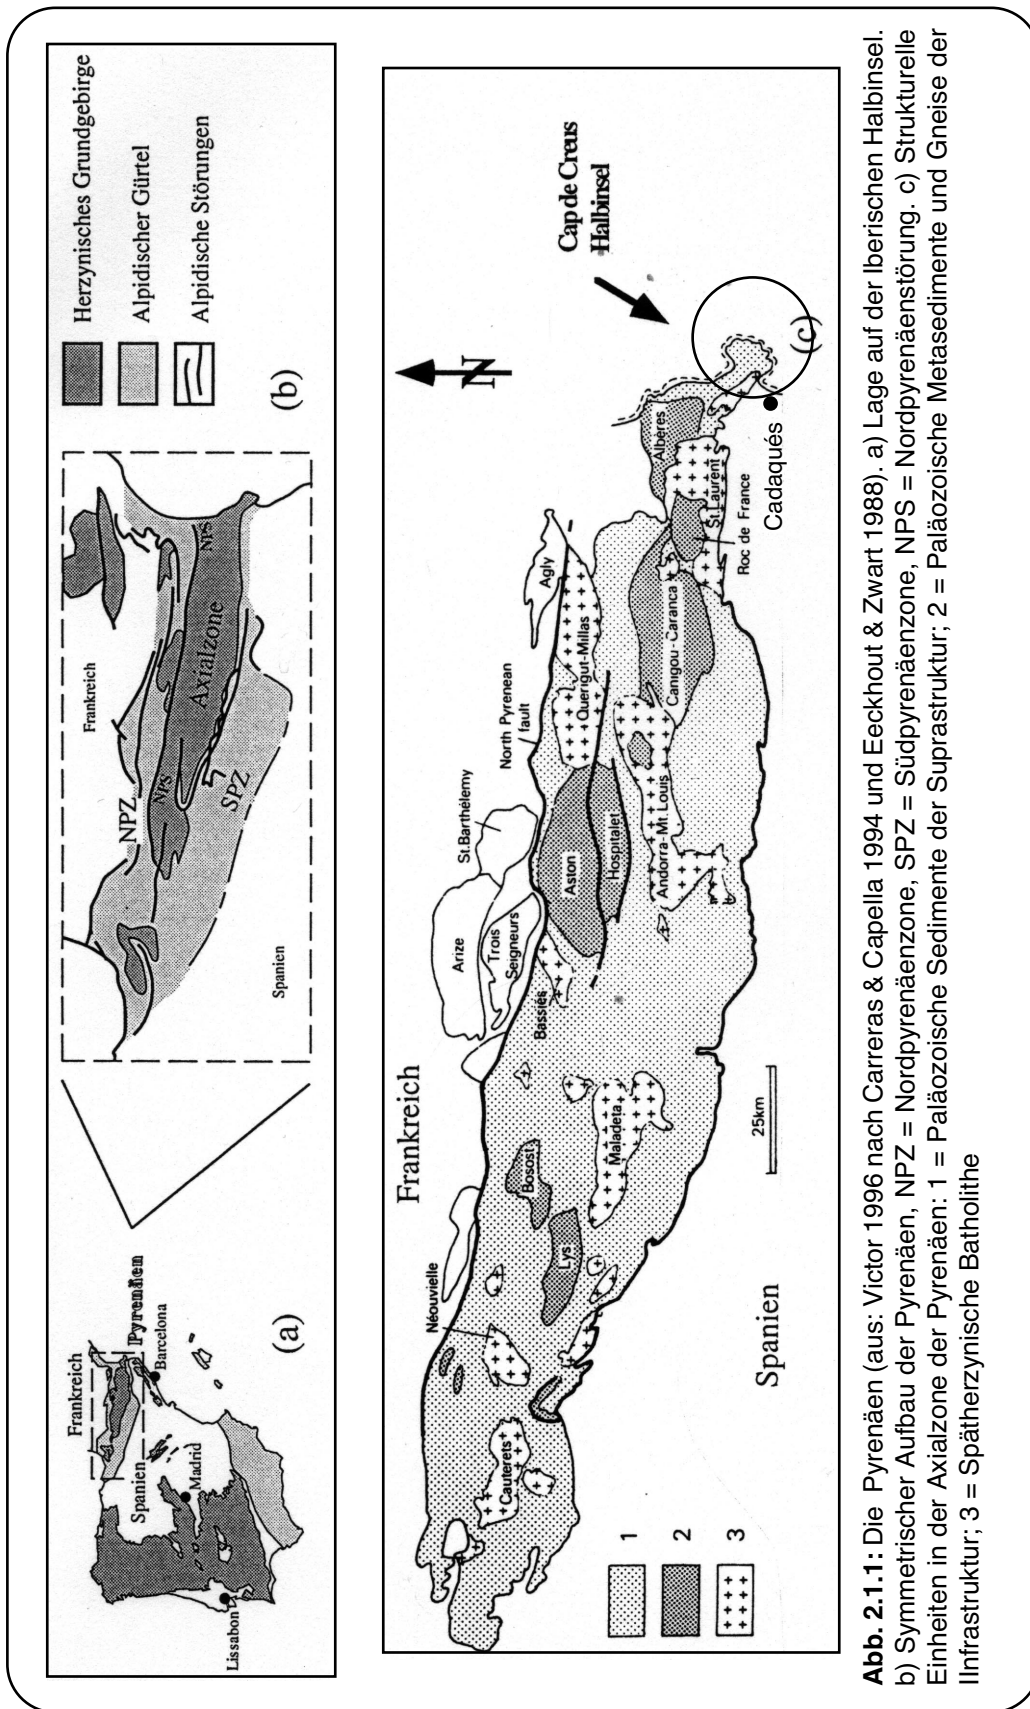 Frankreich
Spanien
Pyrenäen
Barcelona
Madrid
Lissabon
(a)
Frankreich
NPZ
NPS
Axialzone
NPS
SPZ
Spanien
(b)
Herzynisches Grundgebirge
Alpidischer Gürtel
Alpidische Störungen
Frankreich
Spanien
N
Cap de Creus
Halbinsel
(c)
Cadaqués
Néouvielle
Cauterets
Lys
Bosost
Maladeta
Bassiès
Arize
Trois
Seigneurs
St.Barthélemy
Aston
Hospitalet
Andorra-Mt.Louis
North Pyrenean
fault
Querigut-Millas
Agly
Canigou-Caranca
Roc de France
St.Laurent
Albères
25km
1
2
3
Abb. 2.1.1: Die Pyrenäen (aus: Victor 1996 nach Carreras & Capella 1994 und Eeckhout & Zwart 1988). a) Lage auf der Iberischen Halbinsel.
b) Symmetrischer Aufbau der Pyrenäen, NPZ = Nordpyrenäenzone, SPZ = Südpyrenäenzone, NPS = Nordpyrenäenstörung. c) Strukturelle
Einheiten in der Axialzone der Pyrenäen: 1 = Paläozoische Sedimente der Suprastruktur; 2 = Paläozoische Metasedimente und Gneise der
IInfrastruktur; 3 = Spätherzynische Batholithe